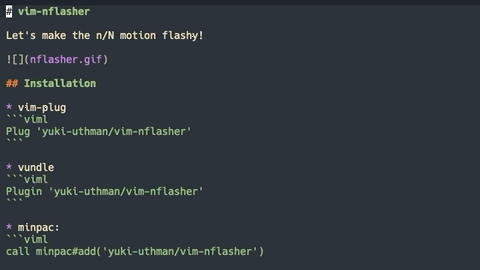 # vim-nflasher
Let's make the n/N motion flashy!
![](nflasher.gif)
## Installation
* vim-plug
```viml
Plug 'yuki-uthman/vim-nflasher'
```
* vundle
```viml
Plugin 'yuki-uthman/vim-nflasher'
```
* minpac:
```viml
call minpac#add('yuki-uthman/vim-nflasher')